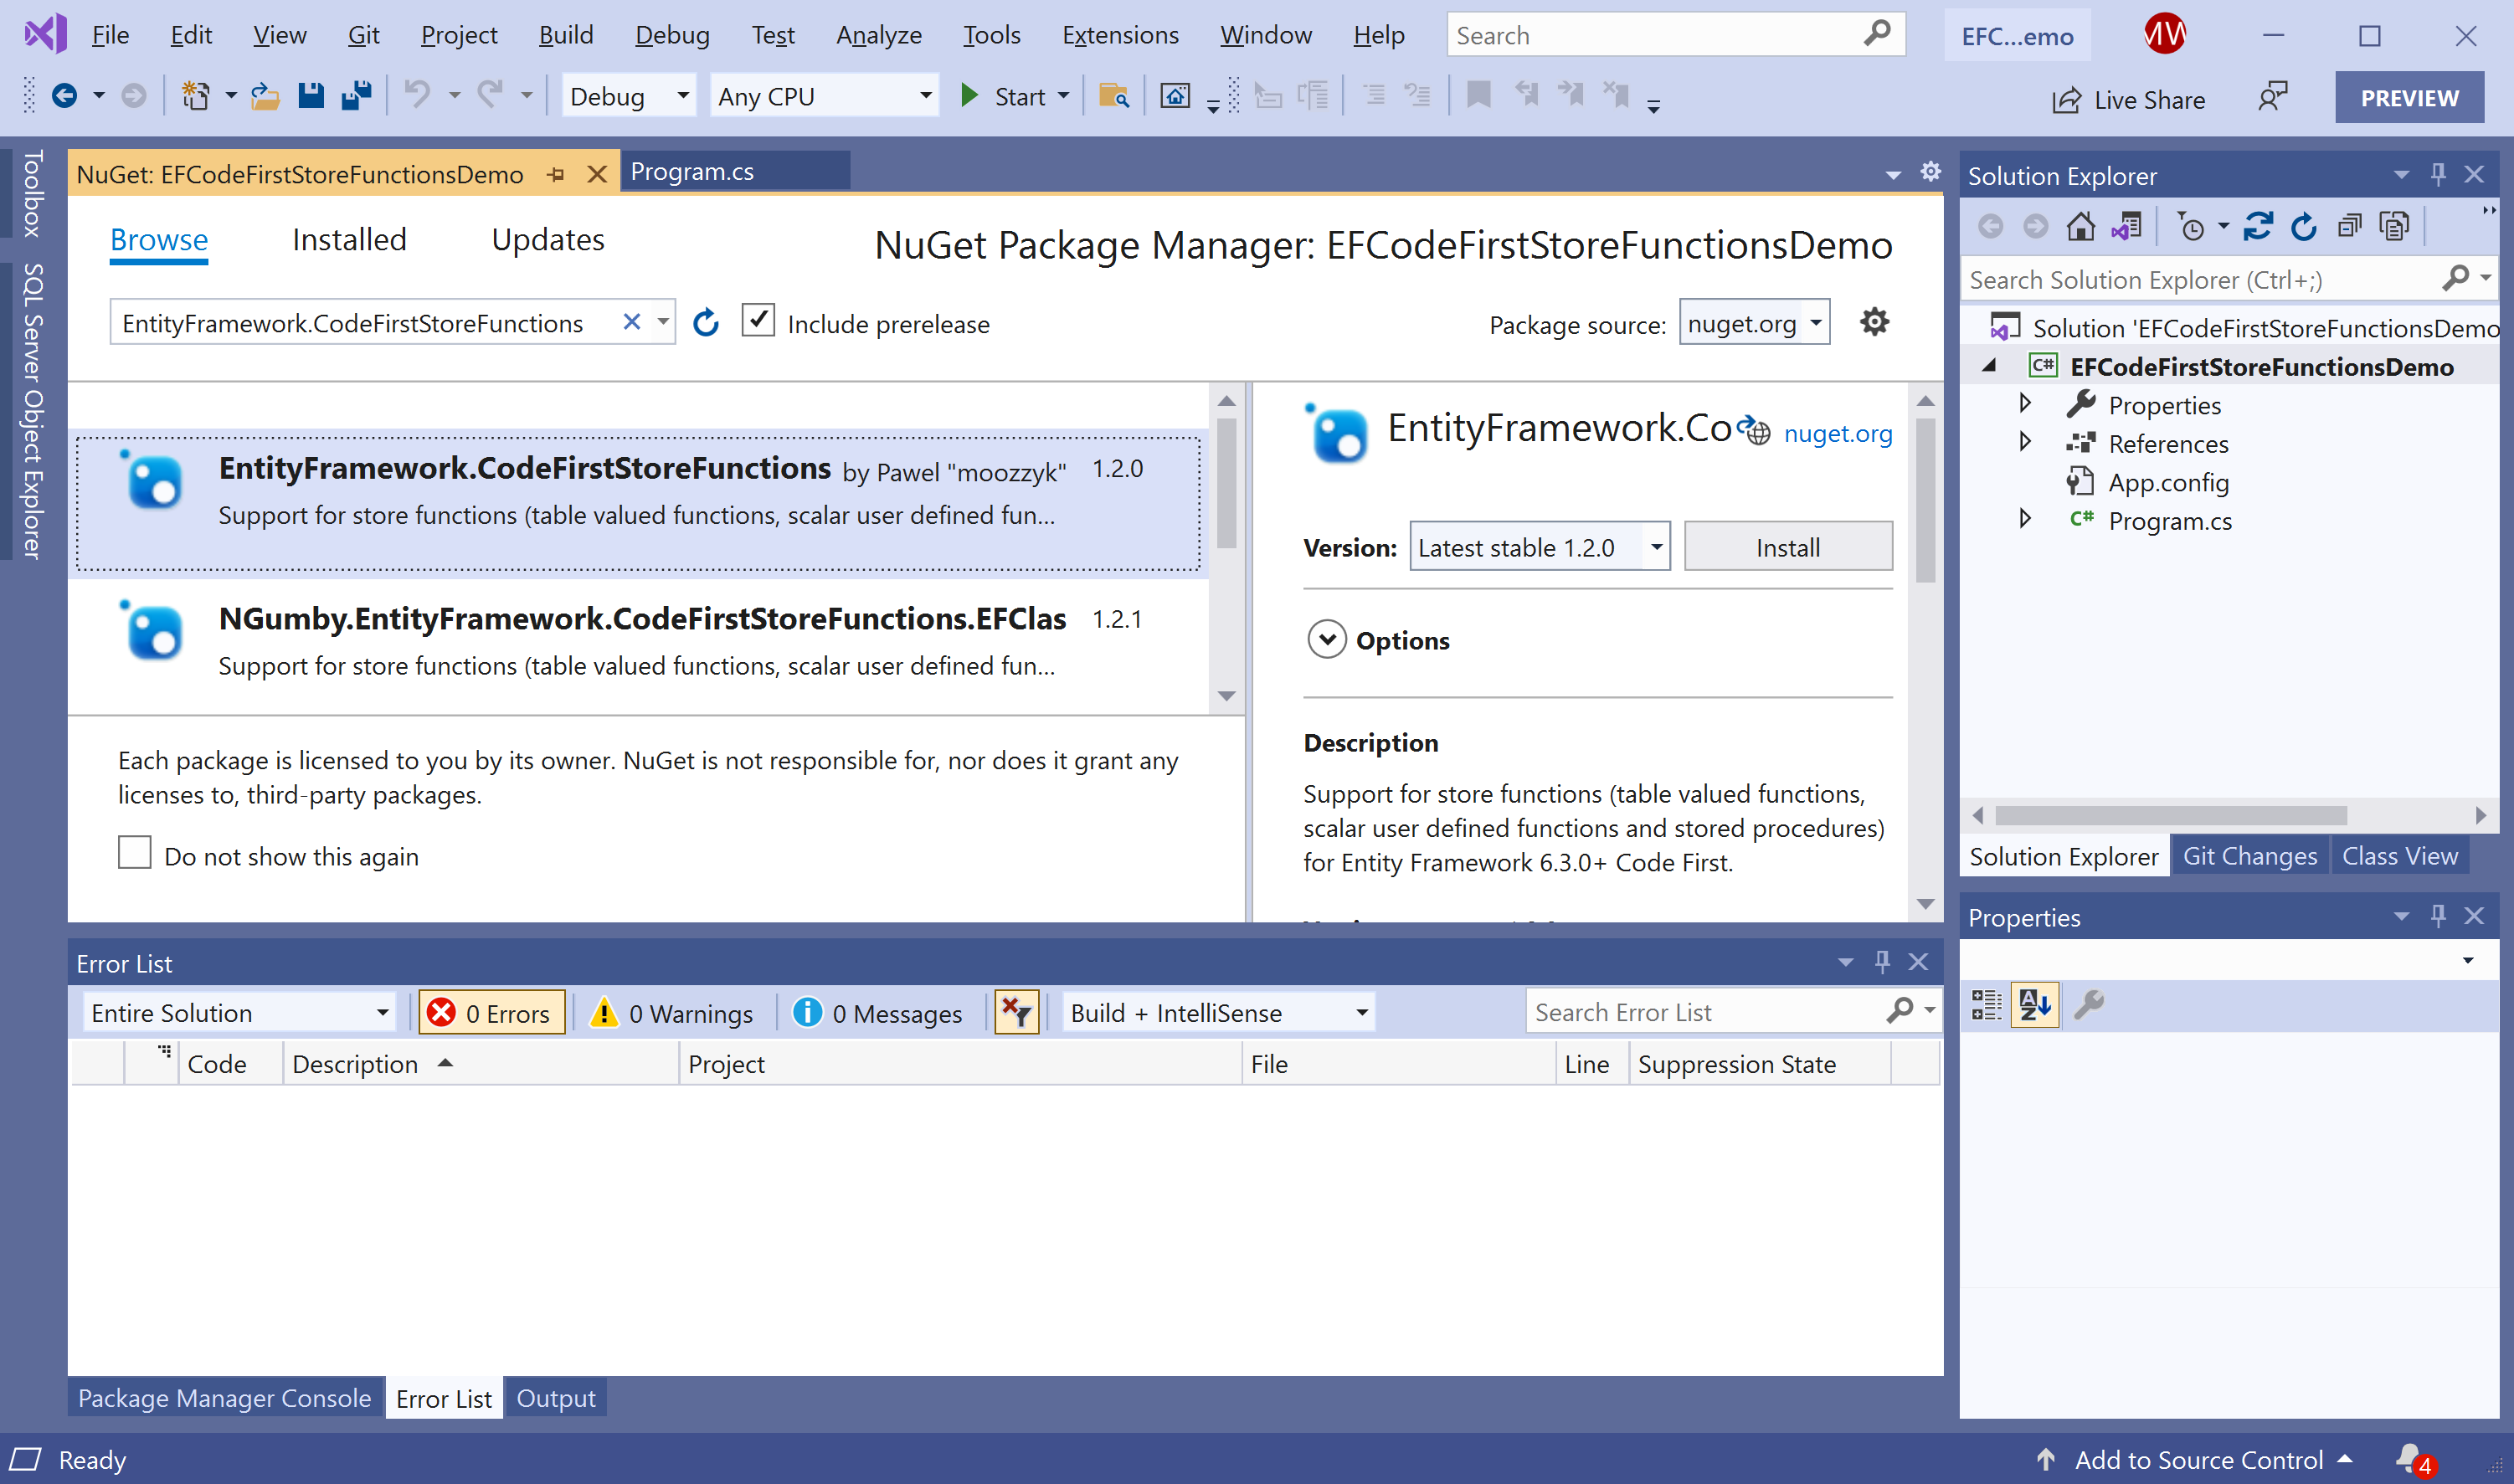 File Edit View Git Project Build Debug Test Analyze Tools Extensions Window Help Search EFC...emo MW
Debug Any CPU Start Live Share PREVIEW
Toolbox
SQL Server Object Explorer
NuGet: EFCodeFirstStoreFunctionsDemo Program.cs
Browse Installed Updates NuGet Package Manager: EFCodeFirstStoreFunctionsDemo
EntityFramework.CodeFirstStoreFunctions Include prerelease Package source: nuget.org
EntityFramework.CodeFirstStoreFunctions by Pawel "moozzyk" 1.2.0
Support for store functions (table valued functions, scalar user defined fun...
NGumby.EntityFramework.CodeFirstStoreFunctions.EFClas 1.2.1
Support for store functions (table valued functions, scalar user defined fun...
Each package is licensed to you by its owner. NuGet is not responsible for, nor does it grant any
licenses to, third-party packages.
Do not show this again
EntityFramework.Co nuget.org
Version: Latest stable 1.2.0 Install
Options
Description
Support for store functions (table valued functions,
scalar user defined functions and stored procedures)
for Entity Framework 6.3.0+ Code First.
Solution Explorer
Search Solution Explorer (Ctrl+;)
Solution 'EFCodeFirstStoreFunctionsDemo
C# EFCodeFirstStoreFunctionsDemo
Properties
References
App.config
C# Program.cs
Solution Explorer Git Changes Class View
Properties
Error List
Entire Solution 0 Errors 0 Warnings 0 Messages Build + IntelliSense Search Error List
Code Description Project File Line Suppression State
Package Manager Console Error List Output
Ready Add to Source Control 4